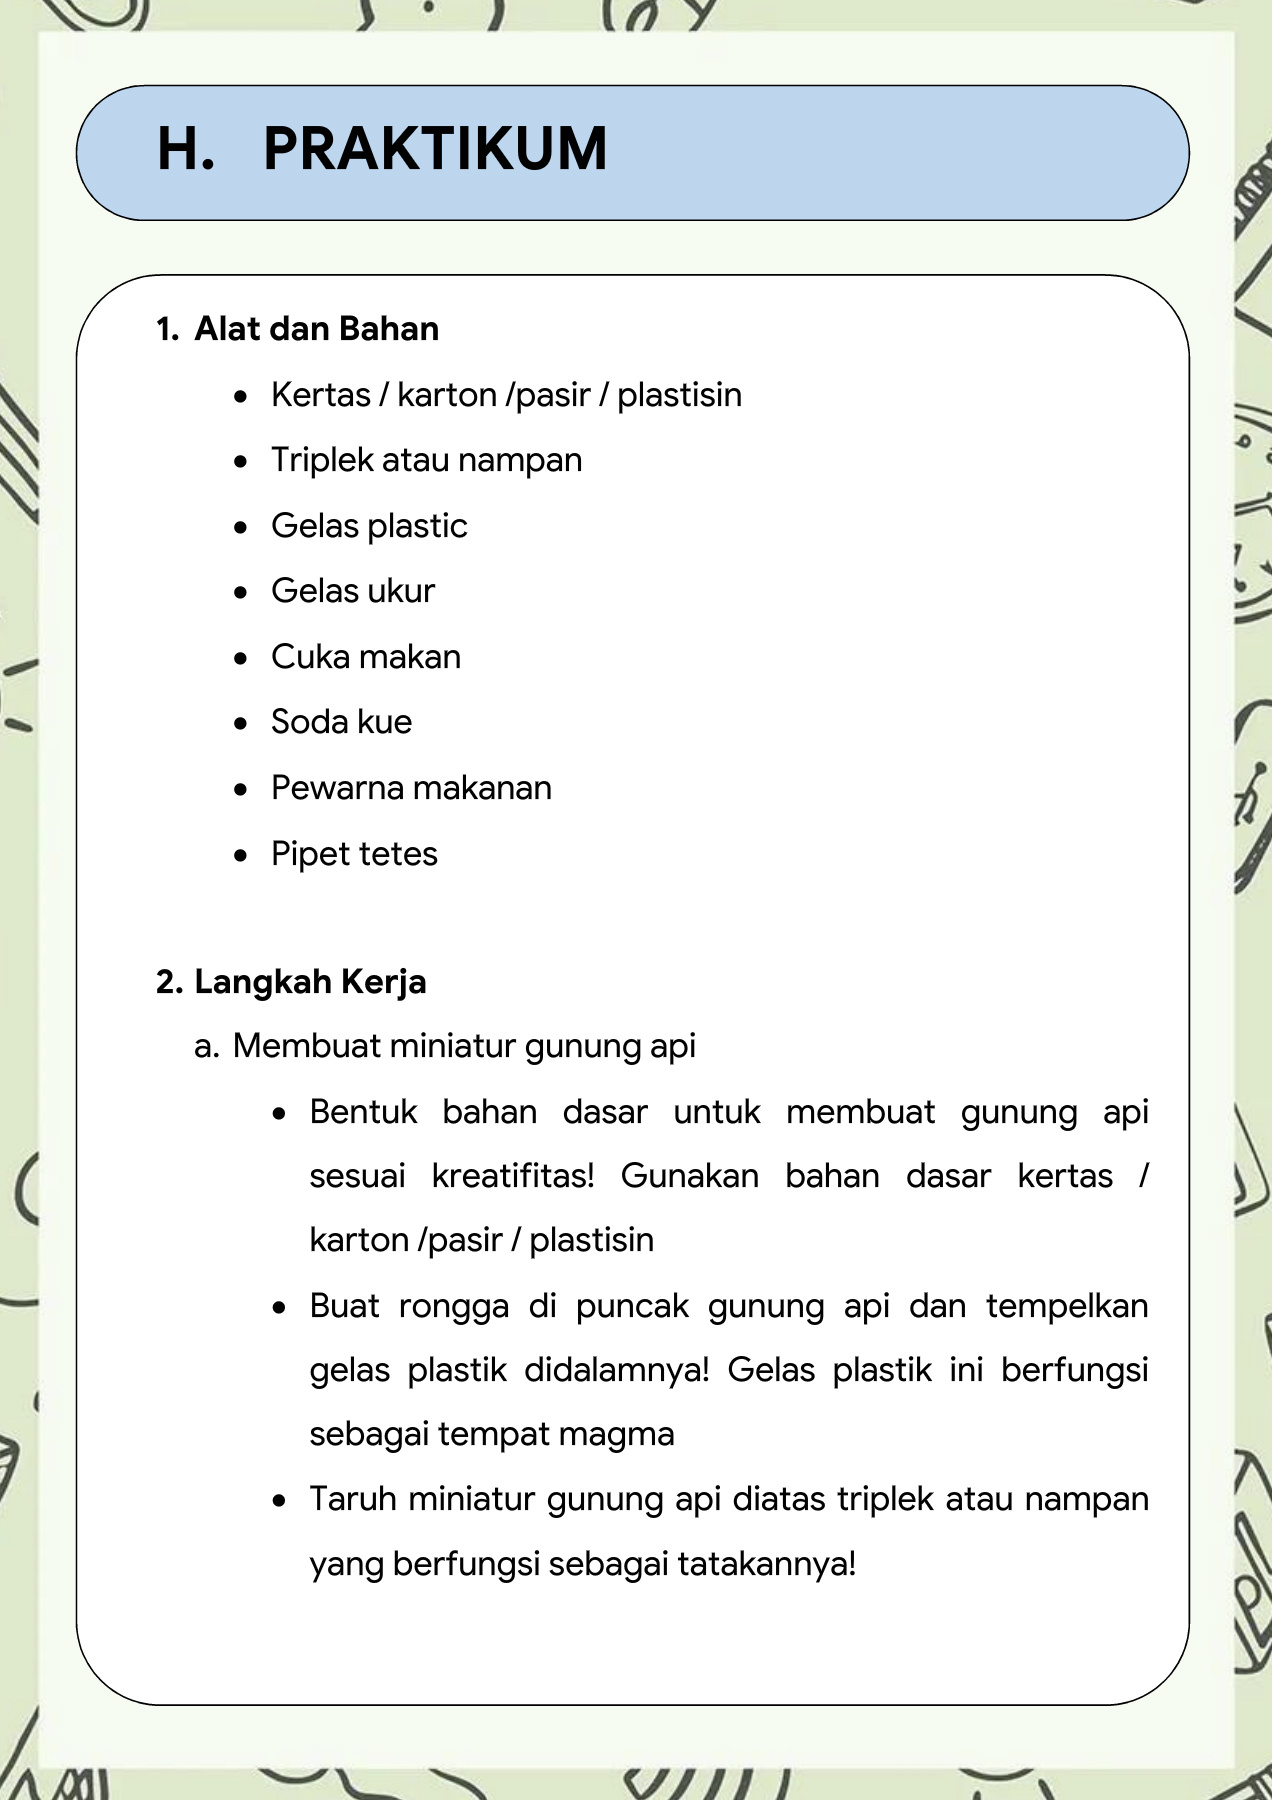 H. PRAKTIKUM
1. Alat dan Bahan
• Kertas / karton /pasir / plastisin
• Triplek atau nampan
• Gelas plastic
• Gelas ukur
• Cuka makan
• Soda kue
• Pewarna makanan
• Pipet tetes
2. Langkah Kerja
a. Membuat miniatur gunung api
• Bentuk bahan dasar untuk membuat gunung api
sesuai kreatifitas! Gunakan bahan dasar kertas /
karton /pasir / plastisin
• Buat rongga di puncak gunung api dan tempelkan
gelas plastik didalamnya! Gelas plastik ini berfungsi
sebagai tempat magma
• Taruh miniatur gunung api diatas triplek atau nampan
yang berfungsi sebagai tatakannya!